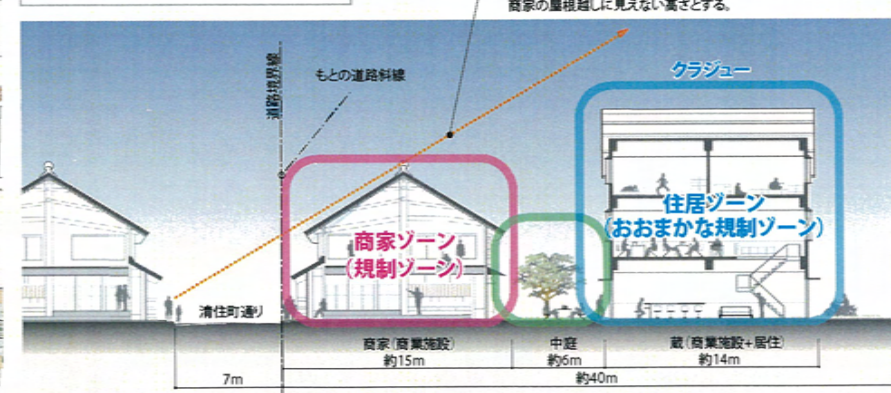 商家の屋根越しに見えない高さとする。
クラジュー
もとの道路斜線
道路境界線
住居ゾーン
(おおまかな規制ゾーン)
商家ゾーン
(規制ゾーン)
清住町通り
商家(商業施設)
約15m
中庭
約6m
蔵(商業施設+居住)
約14m
7m
約40m